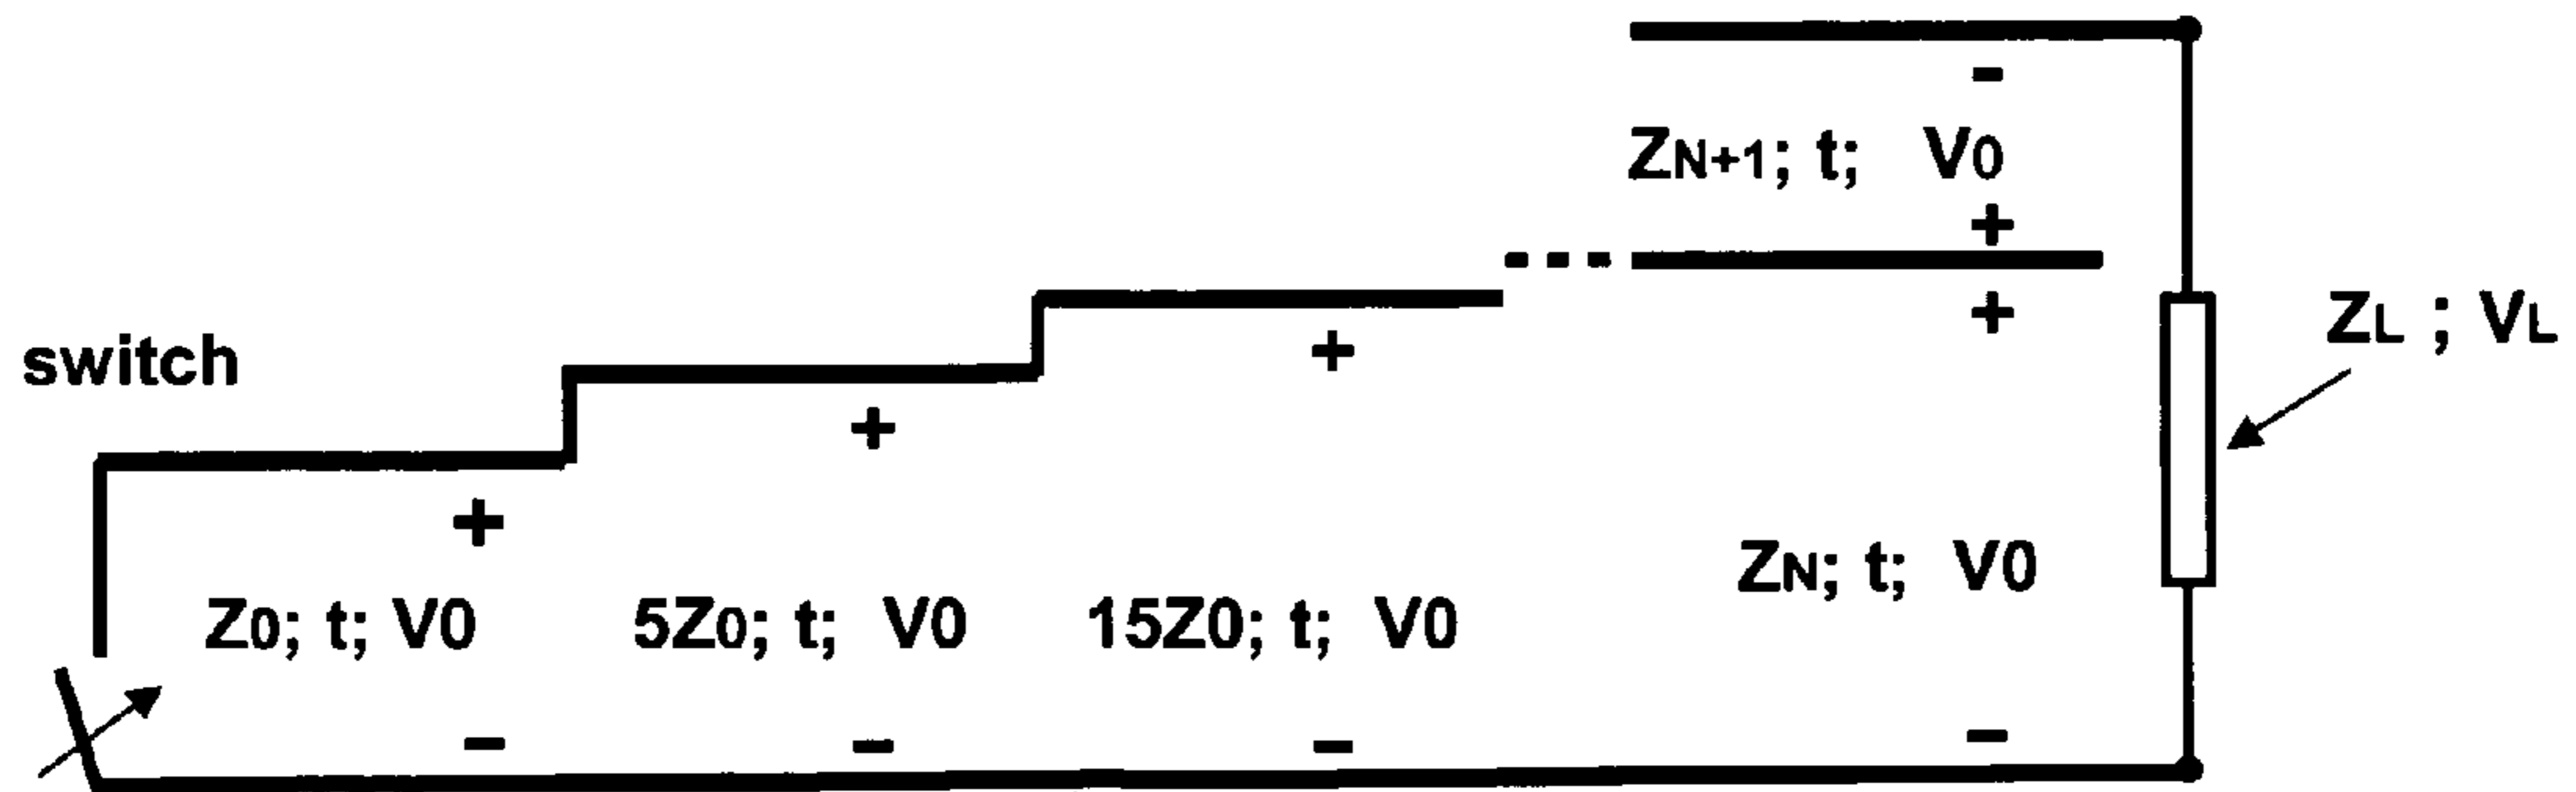 -
ZN+1; t; V0
+
+
ZL ; VL
switch
+
+
+
Z0; t; V0
5Z0; t; V0
15Z0; t; V0
ZN; t; V0
-
-
-
-